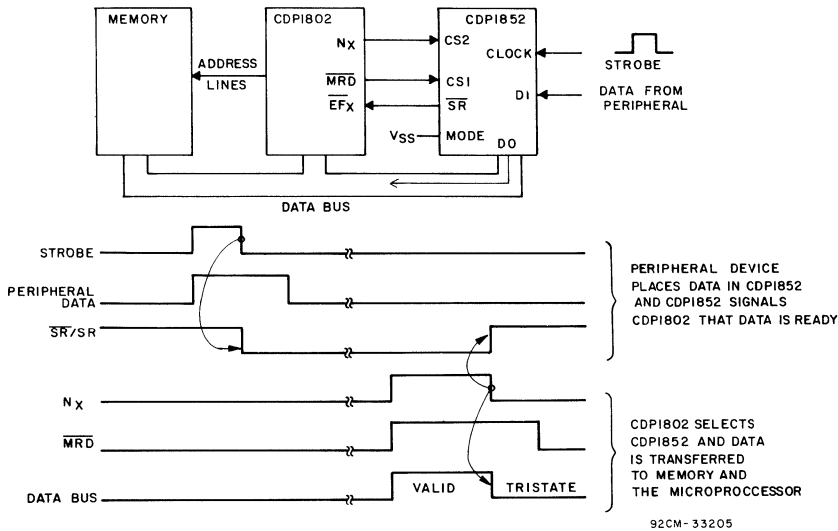 MEMORY
CDP1802
CDP1852
ADDRESS
LINES
NX
MRD
EFX
CS2
CS1
SR
CLOCK
D1
STROBE
DATA FROM
PERIPHERAL
VSS
MODE
DO
DATA BUS
STROBE
PERIPHERAL
DATA
SR/SR
NX
MRD
DATA BUS
VALID
TRISTATE
PERIPHERAL DEVICE
PLACES DATA IN CDP1852
AND CDP1852 SIGNALS
CDP1802 THAT DATA IS READY
CDP1802 SELECTS
CDP1852 AND DATA
IS TRANSFERRED
TO MEMORY AND
THE MICROPROCCESSOR
92CM-33205